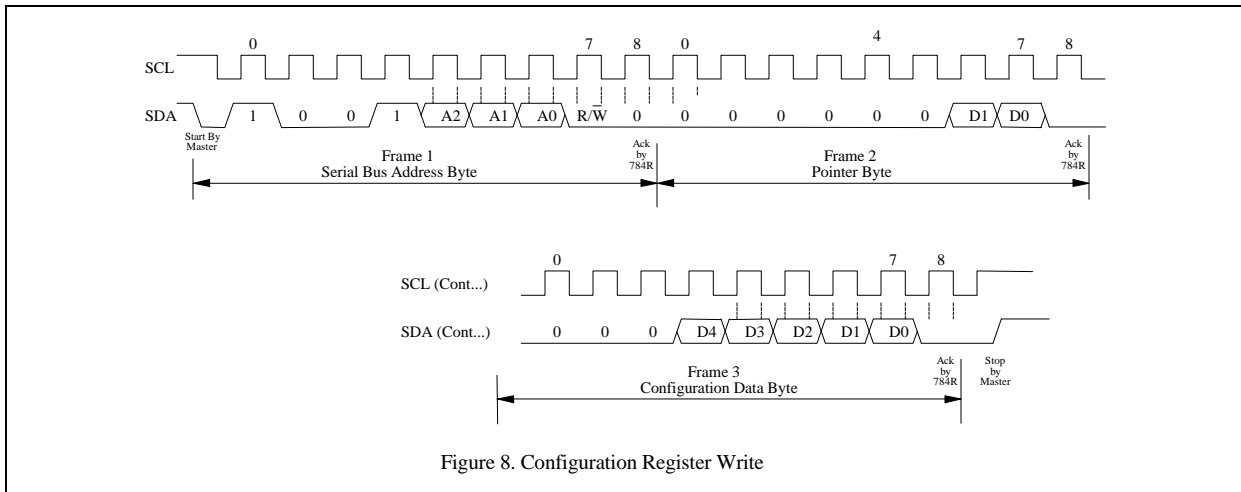 0 7 8 0 4 7 8
SCL
SDA 1 0 0 1 A2 A1 A0 R/W̅ 0 0 0 0 0 0 0 D1 D0
Start By
Master
Frame 1
Serial Bus Address Byte
Ack
by
784R
Frame 2
Pointer Byte
Ack
by
784R
0 7 8
SCL (Cont...)
SDA (Cont...) 0 0 0 D4 D3 D2 D1 D0
Frame 3
Configuration Data Byte
Ack
by
784R
Stop
by
Master
Figure 8. Configuration Register Write